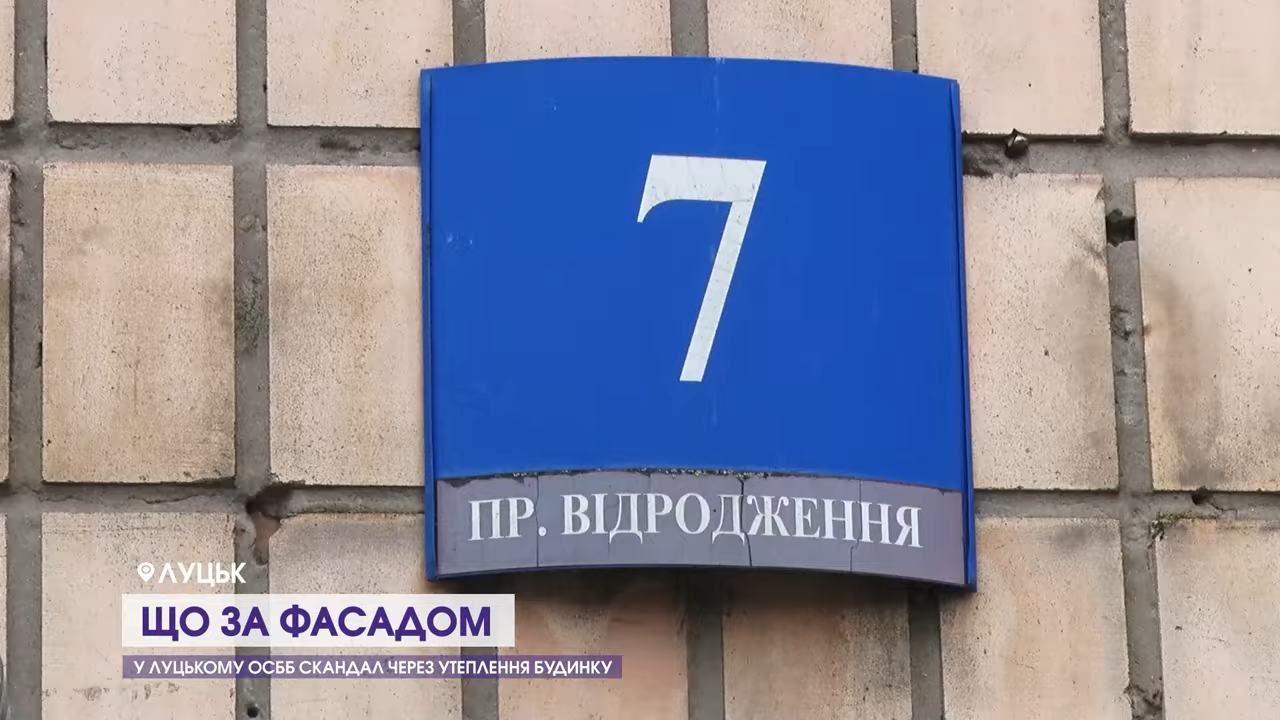 7
ПР. ВІДРОДЖЕННЯ
ЛУЦЬК
ЩО ЗА ФАСАДОМ
У ЛУЦЬКОМУ ОСББ СКАНДАЛ ЧЕРЕЗ УТЕПЛЕННЯ БУДИНКУ